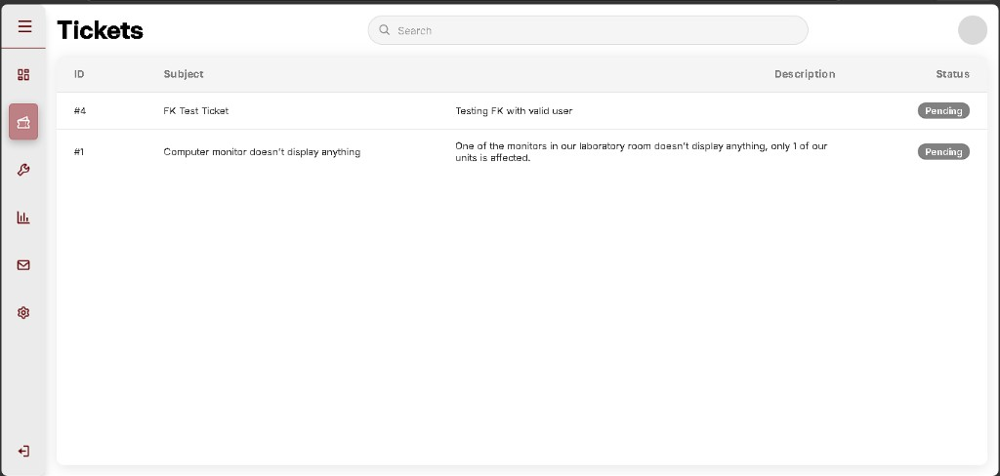 Tickets
Search
ID Subject Description Status
#4 FK Test Ticket Testing FK with valid user Pending
#1 Computer monitor doesn't display anything One of the monitors in our laboratory room doesn't display anything, only 1 of our
units is affected. Pending